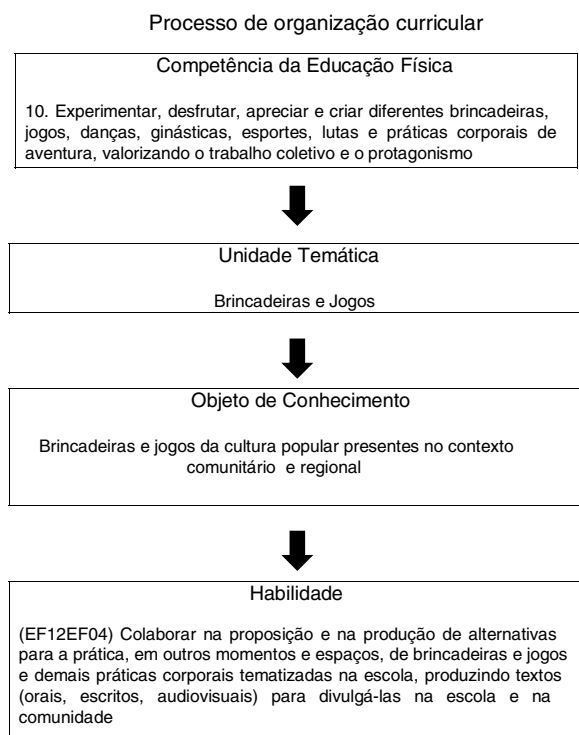 Processo de organização curricular
Competência da Educação Física
10. Experimentar, desfrutar, apreciar e criar diferentes brincadeiras,
jogos, danças, ginásticas, esportes, lutas e práticas corporais de
aventura, valorizando o trabalho coletivo e o protagonismo
Unidade Temática
Brincadeiras e Jogos
Objeto de Conhecimento
Brincadeiras e jogos da cultura popular presentes no contexto
comunitário e regional
Habilidade
(EF12EF04) Colaborar na proposição e na produção de alternativas
para a prática, em outros momentos e espaços, de brincadeiras e jogos
e demais práticas corporais tematizadas na escola, produzindo textos
(orais, escritos, audiovisuais) para divulgá-las na escola e na
comunidade